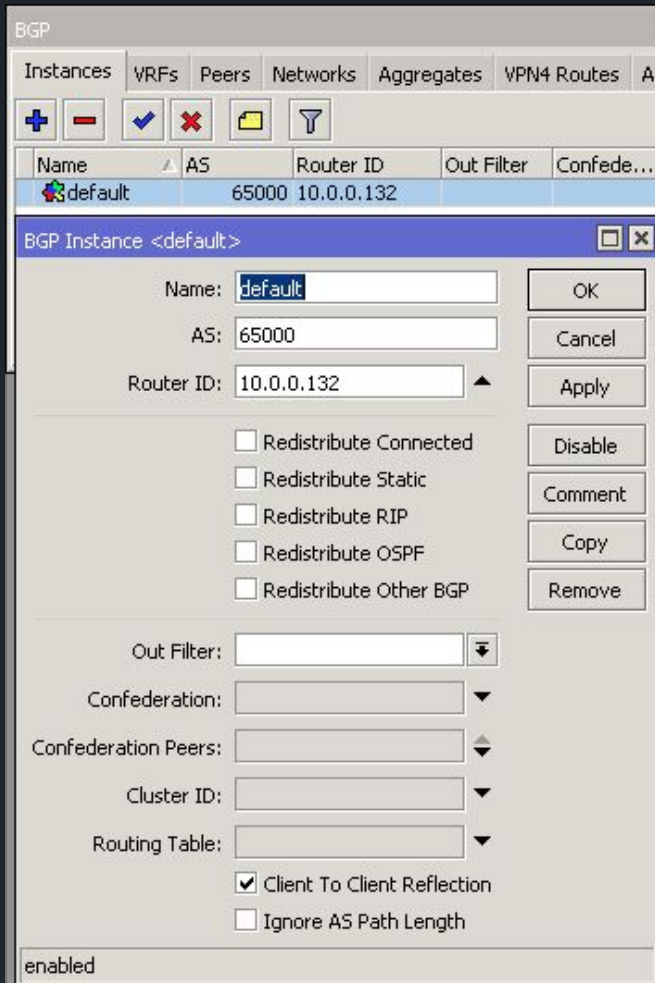 BGP
Instances VRFs Peers Networks Aggregates VPN4 Routes A
Name AS Router ID Out Filter Confede...
default 65000 10.0.0.132
BGP Instance <default>
Name: default OK
AS: 65000 Cancel
Router ID: 10.0.0.132 Apply
Redistribute Connected Disable
Redistribute Static
Comment
Redistribute RIP
Redistribute OSPF Copy
Redistribute Other BGP Remove
Out Filter:
Confederation:
Confederation Peers:
Cluster ID:
Routing Table:
Client To Client Reflection
Ignore AS Path Length
enabled